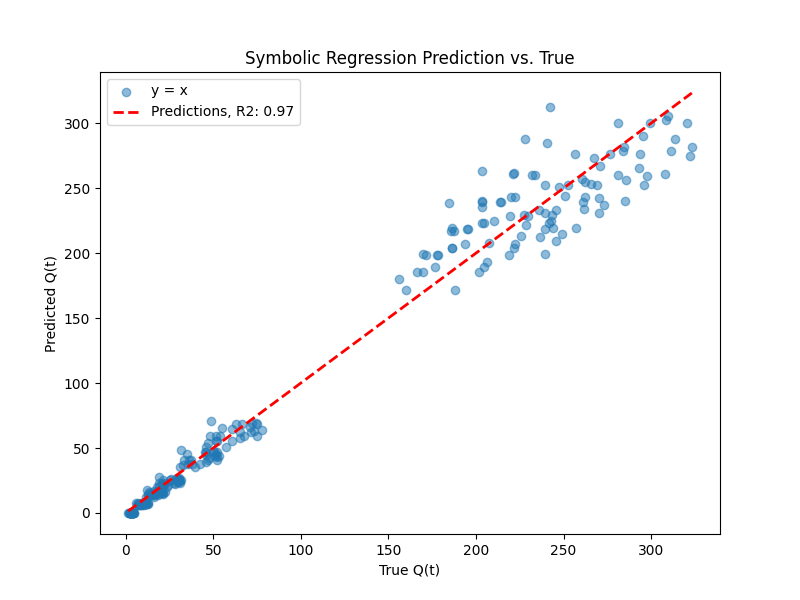 Symbolic Regression Prediction vs. True
y = x
Predictions, R2: 0.97
Predicted Q(t)
300
250
200
150
100
50
0
0 50 100 150 200 250 300
True Q(t)